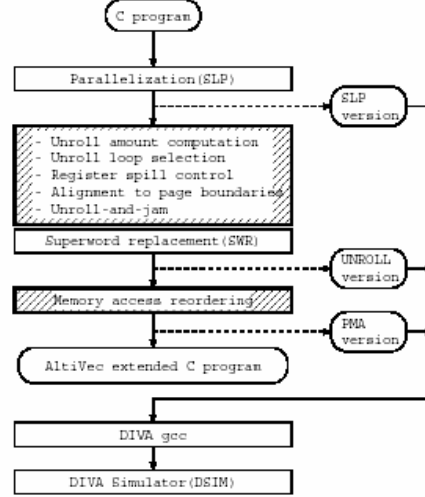 C program
Parallelization(SLP)
SLP
version
- Unroll amount computation
- Unroll loop selection
- Register spill control
- Alignment to page boundaries
- Unroll-and-jam
Superword replacement(SWR)
UNROLL
version
Memory access reordering
PMA
version
AltiVec extended C program
DIVA gcc
DIVA Simulator(DSIM)